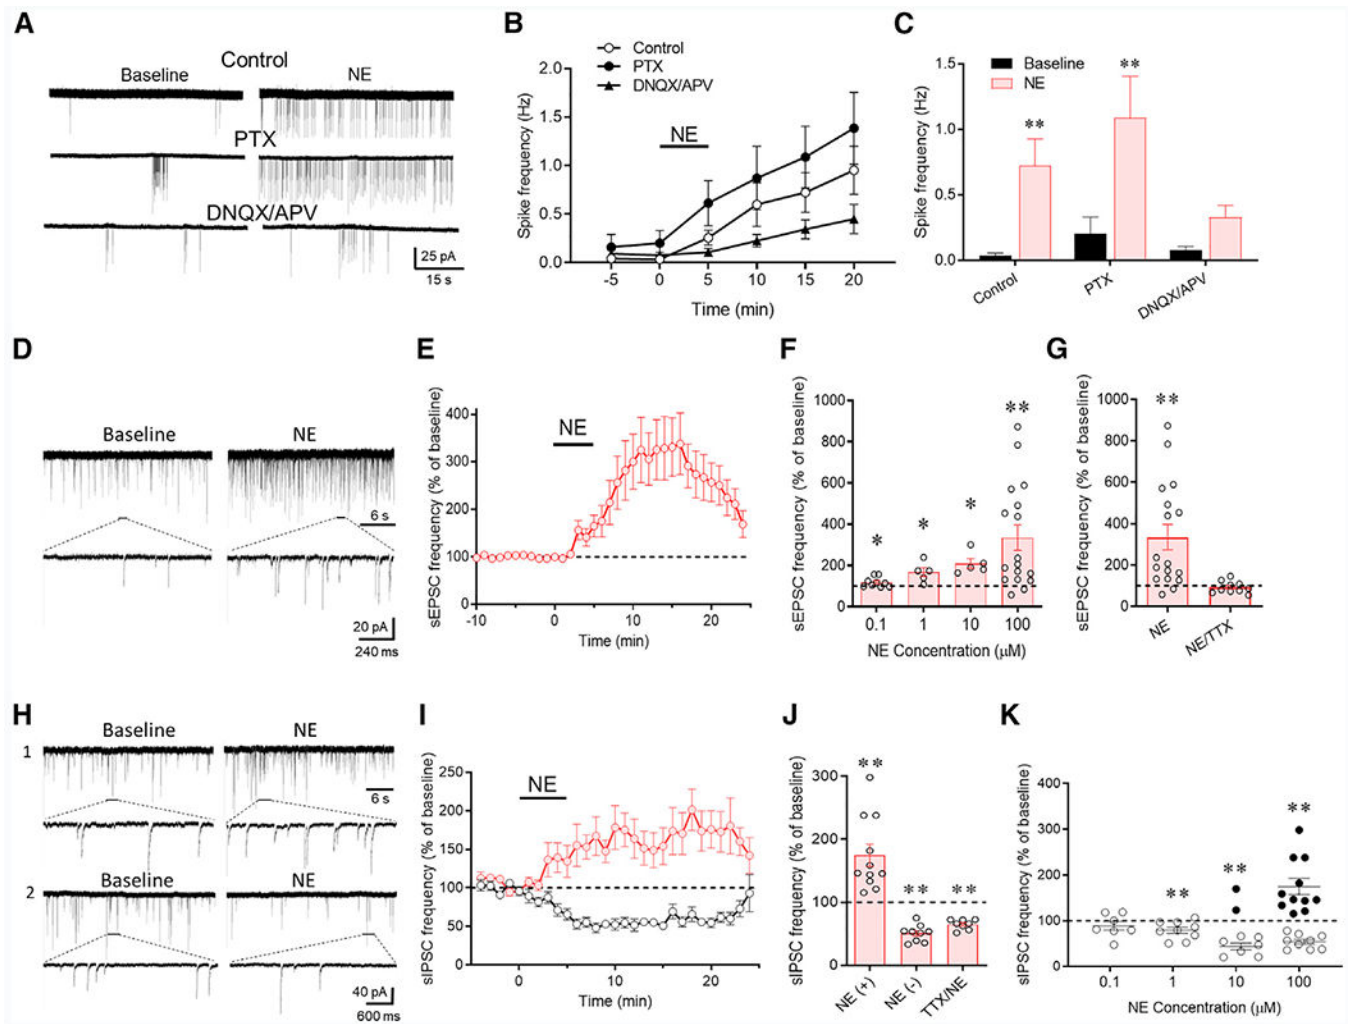 A
Control
Baseline
NE
PTX
DNQX/APV
25 pA
15 s
B
Control
PTX
DNQX/APV
NE
Spike frequency (Hz)
2.0
1.5
1.0
0.5
0.0
-5 0 5 10 15 20
Time (min)
C
Baseline
NE
** **
Spike frequency (Hz)
1.5
1.0
0.5
0.0
Control
PTX
DNQX/APV
D
Baseline
NE
6 s
20 pA
240 ms
E
NE
sEPSC frequency (% of baseline)
400
300
200
100
0
-10 0 10 20
Time (min)
F
sEPSC frequency (% of baseline)
1000
800
600
400
200
0
* * * **
0.1 1 10 100
NE Concentration (μM)
G
sEPSC frequency (% of baseline)
1000
800
600
400
200
0
**
NE
NE/TTX
H
1
Baseline
NE
6 s
2
Baseline
NE
40 pA
600 ms
I
NE
sIPSC frequency (% of baseline)
250
200
150
100
50
0
0 10 20
Time (min)
J
sIPSC frequency (% of baseline)
300
200
100
0
** ** **
NE (+)
NE (-)
TTX/NE
K
sIPSC frequency (% of baseline)
400
300
200
100
0
** ** **
0.1 1 10 100
NE Concentration (μM)